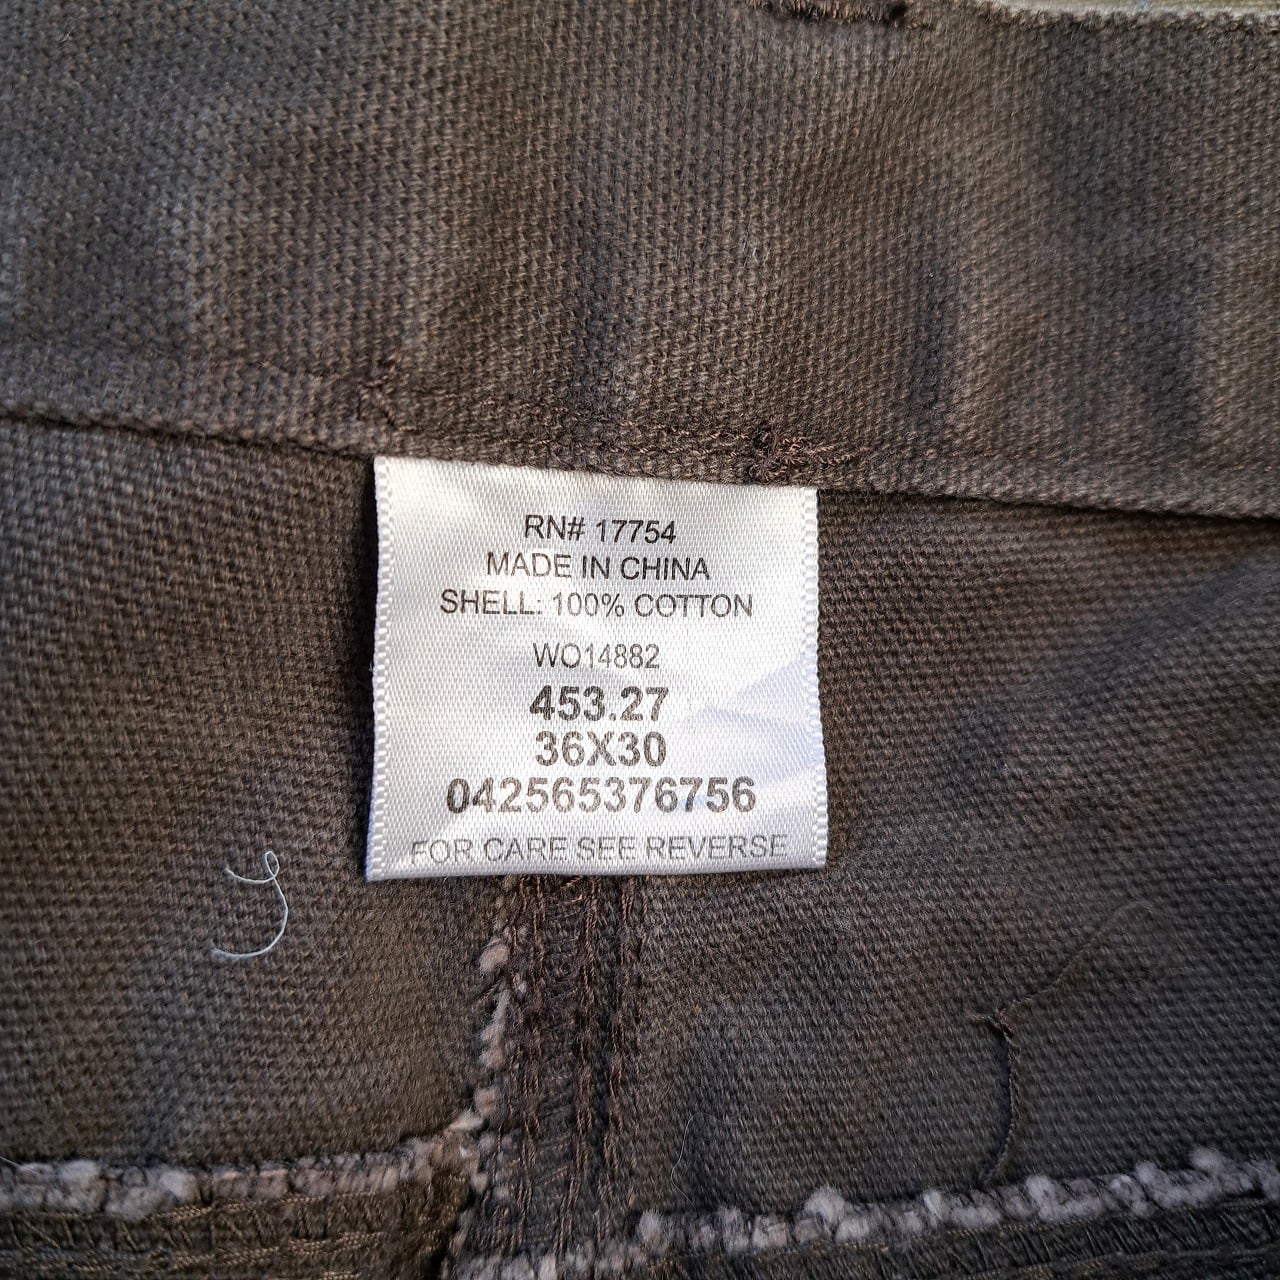 RN# 17754
MADE IN CHINA
SHELL: 100% COTTON
WO14882
453.27
36X30
042565376756
FOR CARE SEE REVERSE